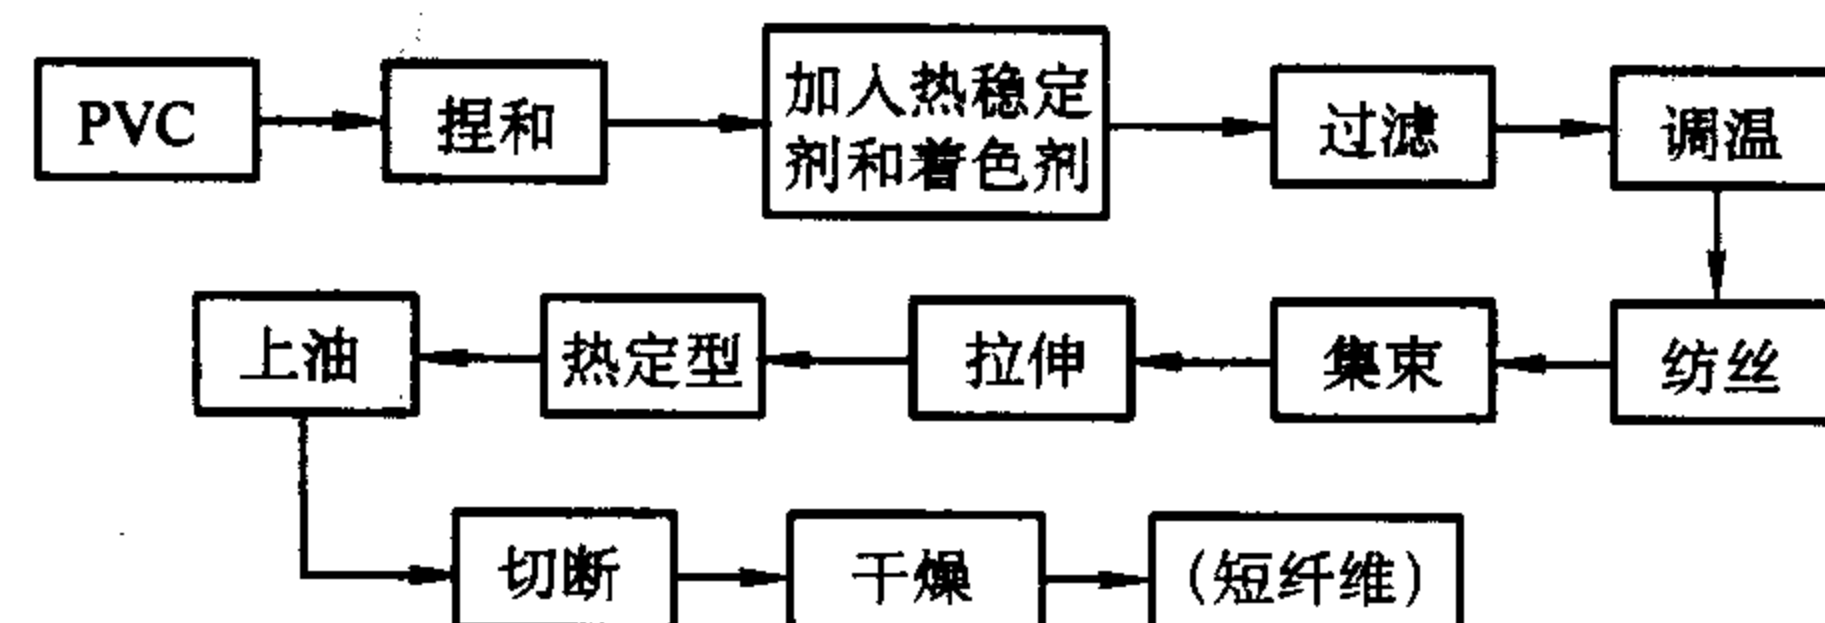 PVC
捏和
加入热稳定
剂和着色剂
过滤
调温
上油
热定型
拉伸
集束
纺丝
切断
干燥
(短纤维)